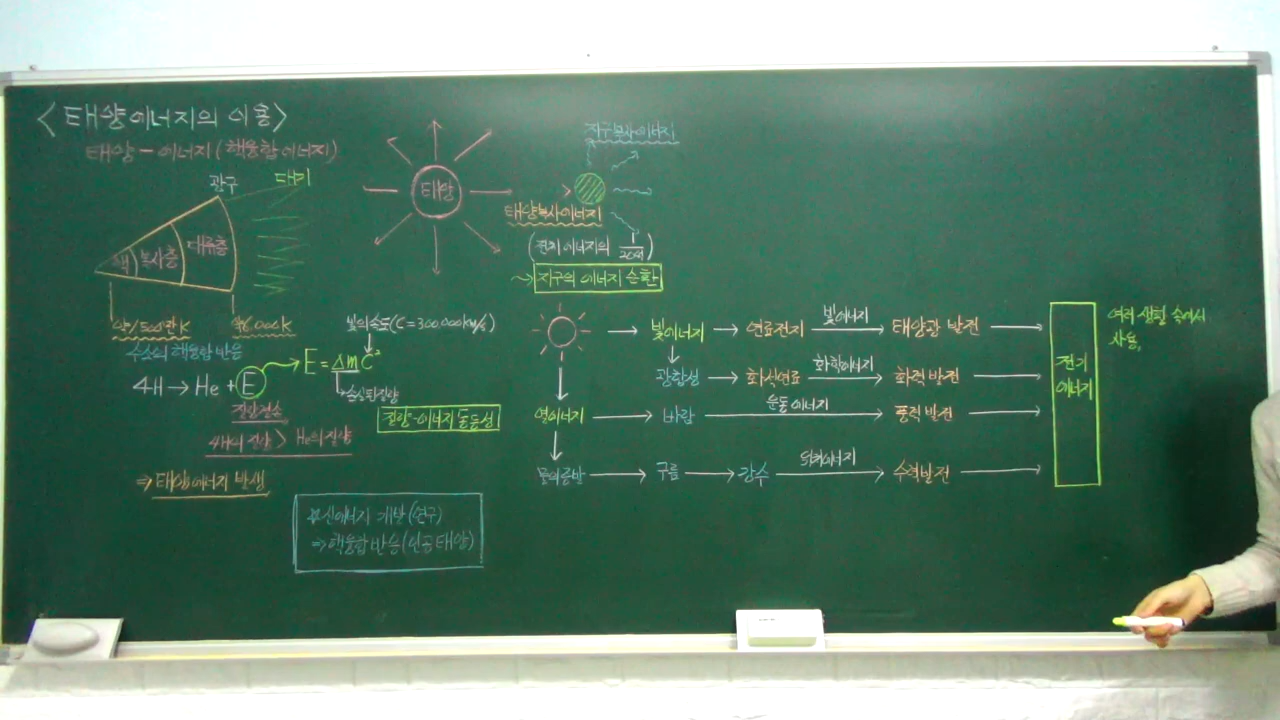 <태양에너지의 이용>
태양 - 에너지 (핵융합 에너지)
광구 대기
핵 복사층 대류층
약 1500만K 약 6,000K
수소의 핵융합 반응
4H → He + E
질량결손
4H의 질량 > He의 질량
⇒ 태양에너지 발생
빛의 속도(C=300,000km/s)
E = ΔmC²
손실된 질량
질량-에너지 동등성
신에너지 개발(연구)
⇒ 핵융합 반응(인공태양)
태양
지구복사에너지
태양복사에너지
(전체 에너지의 1/20억)
→ 지구의 에너지 순환
→ 빛에너지 → 연료전지 빛에너지 → 태양광 발전 →
광합성 → 화석연료 화학에너지 → 화력발전 →
열에너지 → 바람 운동에너지 → 풍력발전 →
물의증발 → 구름 → 강수 위치에너지 → 수력발전 →
전기
에너지
여러 생활 속에서
사용,